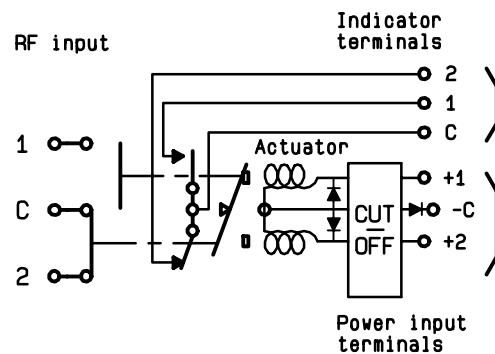 Indicator
terminals
RF input
2
1
C
Actuator
1
C
2
+1
-C
+2
CUT
OFF
Power input
terminals